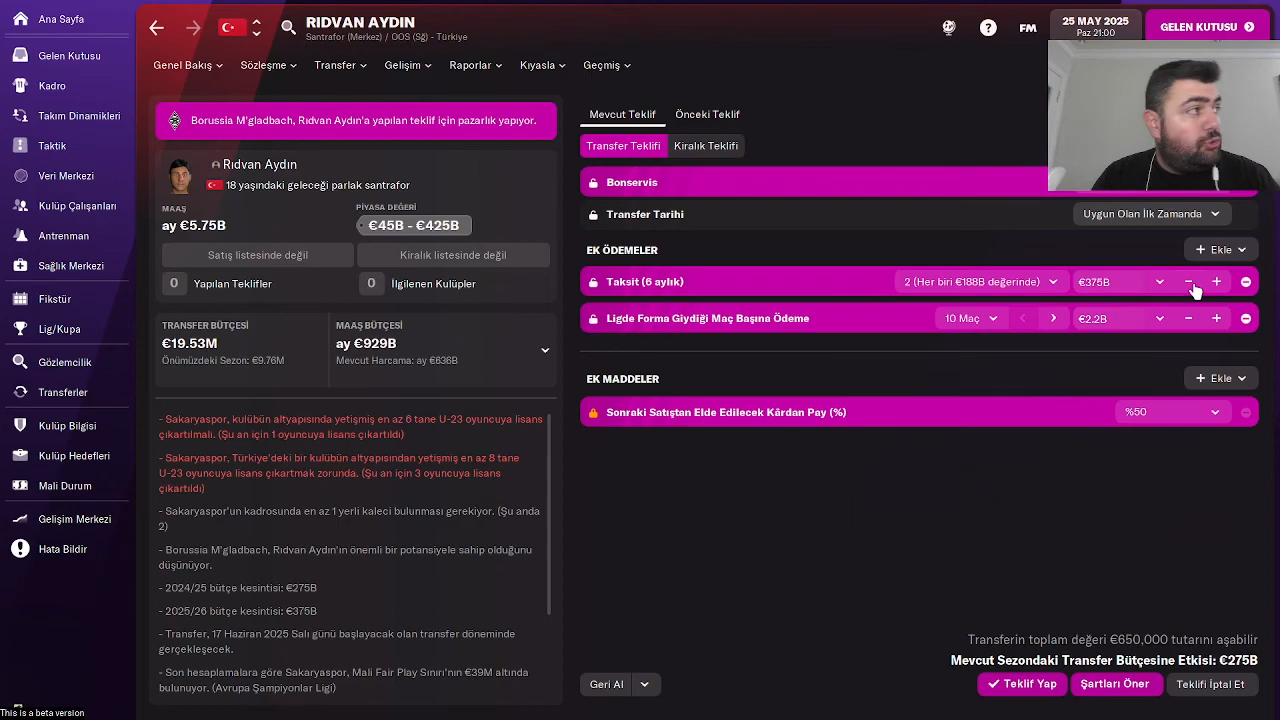 Ana Sayfa
Gelen Kutusu
Kadro
Takım Dinamikleri
Taktik
Veri Merkezi
Kulüp Çalışanları
Antrenman
Sağlık Merkezi
Fikstür
Lig/Kupa
Gözlemcilik
Transferler
Kulüp Bilgisi
Kulüp Hedefleri
Mali Durum
Gelişim Merkezi
Hata Bildir
This is a beta version
RIDVAN AYDIN
Santrafor (Merkez) / OOS (Sğ) - Türkiye
FM
25 MAY 2025
Paz 21:00
GELEN KUTUSU
Genel Bakış
Sözleşme
Transfer
Gelişim
Raporlar
Kıyasla
Geçmiş
Borussia M'gladbach, Rıdvan Aydın'a yapılan teklif için pazarlık yapıyor.
Rıdvan Aydın
18 yaşındaki geleceği parlak santrafor
MAAŞ
ay €5.75B
PİYASA DEĞERİ
€45B - €425B
Satış listesinde değil
Kiralık listesinde değil
0 Yapılan Teklifler
0 İlgilenen Kulüpler
TRANSFER BÜTÇESİ
€19.53M
Önümüzdeki Sezon: €9.76M
MAAŞ BÜTÇESİ
ay €929B
Mevcut Harcama: ay €636B
- Sakaryaspor, kulübün altyapısında yetişmiş en az 6 tane U-23 oyuncuya lisans
çıkartılmalı. (Şu an için 1 oyuncuya lisans çıkartıldı)
- Sakaryaspor, Türkiye'deki bir kulübün altyapısından yetişmiş en az 8 tane
U-23 oyuncuya lisans çıkartmak zorunda. (Şu an için 3 oyuncuya lisans
çıkartıldı)
- Sakaryaspor'un kadrosunda en az 1 yerli kaleci bulunması gerekiyor. (Şu anda
2)
- Borussia M'gladbach, Rıdvan Aydın'ın önemli bir potansiyele sahip olduğunu
düşünüyor.
- 2024/25 bütçe kesintisi: €275B
- 2025/26 bütçe kesintisi: €375B
- Transfer, 17 Haziran 2025 Salı günü başlayacak olan transfer döneminde
gerçekleşecek.
- Son hesaplamalara göre Sakaryaspor, Mali Fair Play Sınırı'nın €39M altında
bulunuyor. (Avrupa Şampiyonlar Ligi)
Mevcut Teklif
Önceki Teklif
Transfer Teklifi
Kiralık Teklifi
Bonservis
Transfer Tarihi
Uygun Olan İlk Zamanda
EK ÖDEMELER
+ Ekle
Taksit (6 aylık)
2 (Her biri €188B değerinde)
€375B
Ligde Forma Giydiği Maç Başına Ödeme
10 Maç
€2.2B
EK MADDELER
+ Ekle
Sonraki Satıştan Elde Edilecek Kârdan Pay (%)
%50
Transferin toplam değeri €650,000 tutarını aşabilir
Mevcut Sezondaki Transfer Bütçesine Etkisi: €275B
Geri Al
Teklif Yap
Şartları Öner
Teklifi İptal Et